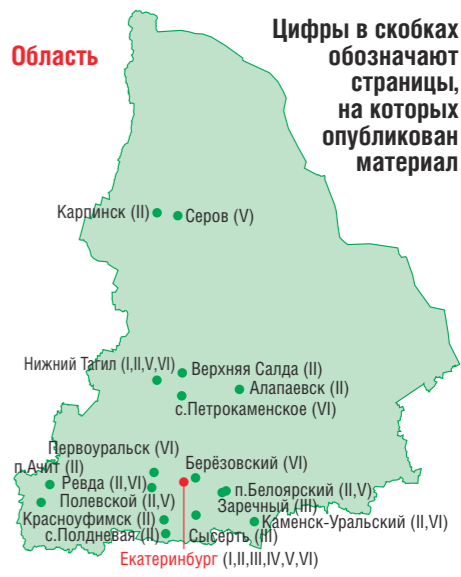 Область
Цифры в скобках
обозначают
страницы,
на которых
опубликован
материал
Карпинск (II)
Серов (V)
Нижний Тагил (I,II,V,VI)
Верхняя Салда (II)
Алапаевск (II)
с.Петрокаменское (VI)
Первоуральск (VI)
Берёзовский (VI)
п.Ачит (II)
Ревда (II,VI)
п.Белоярский (II,V)
Полевской (II,V)
Заречный (III)
Красноуфимск (II)
Каменск-Уральский (II,VI)
с.Полдневая (II)
Сысерть (III)
Екатеринбург (I,II,III,IV,V,VI)